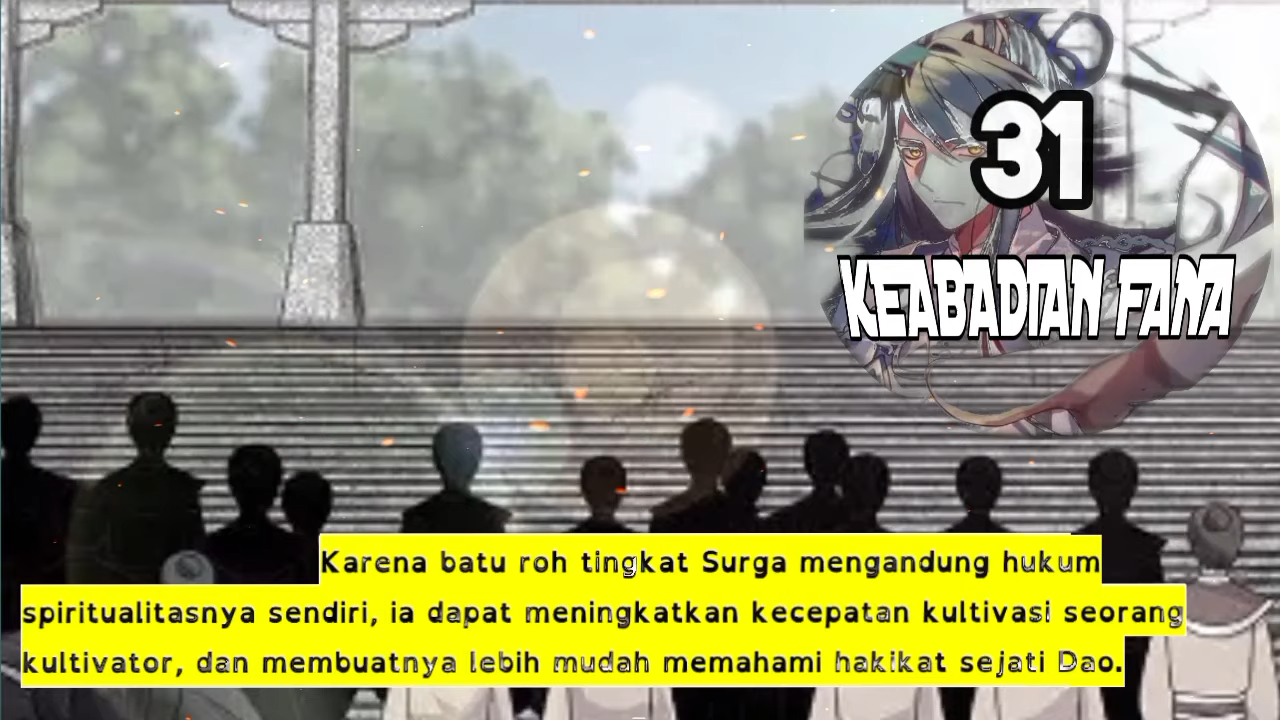 31
KEABADIAN FANA
Karena batu roh tingkat Surga mengandung hukum
spiritualitasnya sendiri, ia dapat meningkatkan kecepatan kultivasi seorang
kultivator, dan membuatnya lebih mudah memahami hakikat sejati Dao.